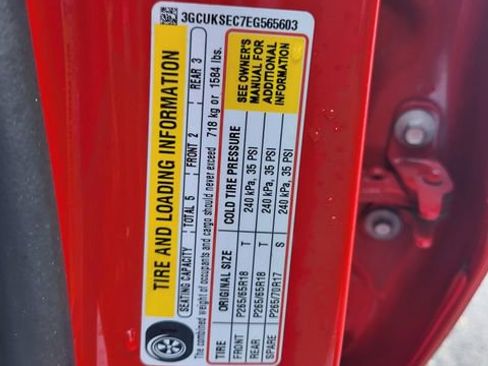 3GCUKSEC7EG565603
TIRE AND LOADING INFORMATION
SEATING CAPACITY TOTAL 5 FRONT 2 REAR 3
The combined weight of occupants and cargo should never exceed 718 kg or 1584 lbs.
TIRE ORIGINAL SIZE COLD TIRE PRESSURE
FRONT P265/65R18 T 240 kPa, 35 PSI
REAR P265/65R18 T 240 kPa, 35 PSI
SPARE P265/70R17 S 240 kPa, 35 PSI
SEE OWNER'S
MANUAL FOR
ADDITIONAL
INFORMATION